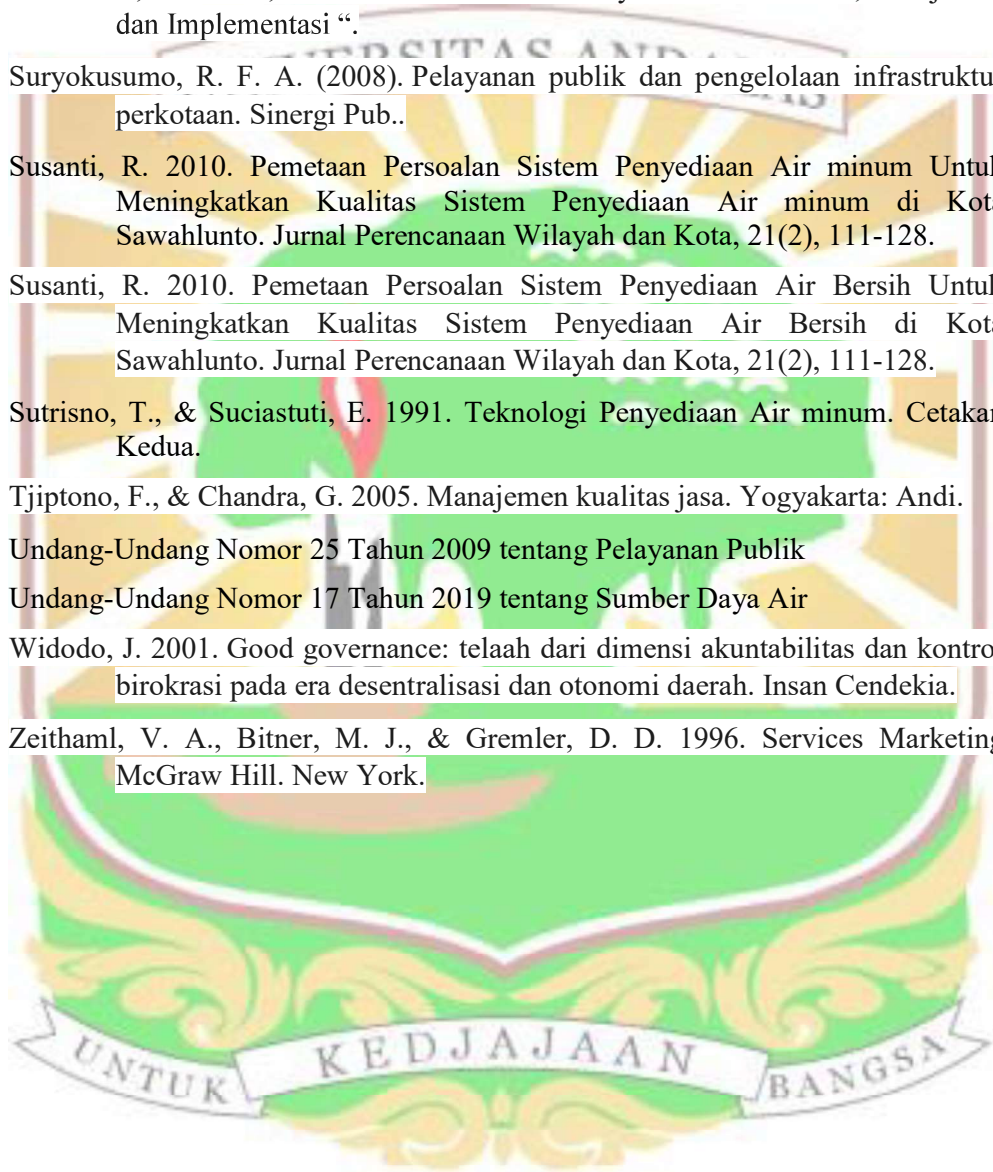 dan Implementasi “.
UNIVERSITAS ANDALAS
Suryokusumo, R. F. A. (2008). Pelayanan publik dan pengelolaan infrastruktu
perkotaan. Sinergi Pub..
Susanti, R. 2010. Pemetaan Persoalan Sistem Penyediaan Air minum Untuk
Meningkatkan Kualitas Sistem Penyediaan Air minum di Kota
Sawahlunto. Jurnal Perencanaan Wilayah dan Kota, 21(2), 111-128.
Susanti, R. 2010. Pemetaan Persoalan Sistem Penyediaan Air Bersih Untuk
Meningkatkan Kualitas Sistem Penyediaan Air Bersih di Kota
Sawahlunto. Jurnal Perencanaan Wilayah dan Kota, 21(2), 111-128.
Sutrisno, T., & Suciastuti, E. 1991. Teknologi Penyediaan Air minum. Cetakan
Kedua.
Tjiptono, F., & Chandra, G. 2005. Manajemen kualitas jasa. Yogyakarta: Andi.
Undang-Undang Nomor 25 Tahun 2009 tentang Pelayanan Publik
Undang-Undang Nomor 17 Tahun 2019 tentang Sumber Daya Air
Widodo, J. 2001. Good governance: telaah dari dimensi akuntabilitas dan kontro
birokrasi pada era desentralisasi dan otonomi daerah. Insan Cendekia.
Zeithaml, V. A., Bitner, M. J., & Gremler, D. D. 1996. Services Marketing
McGraw Hill. New York.
UNTUK KEDJAJAAN BANGSA